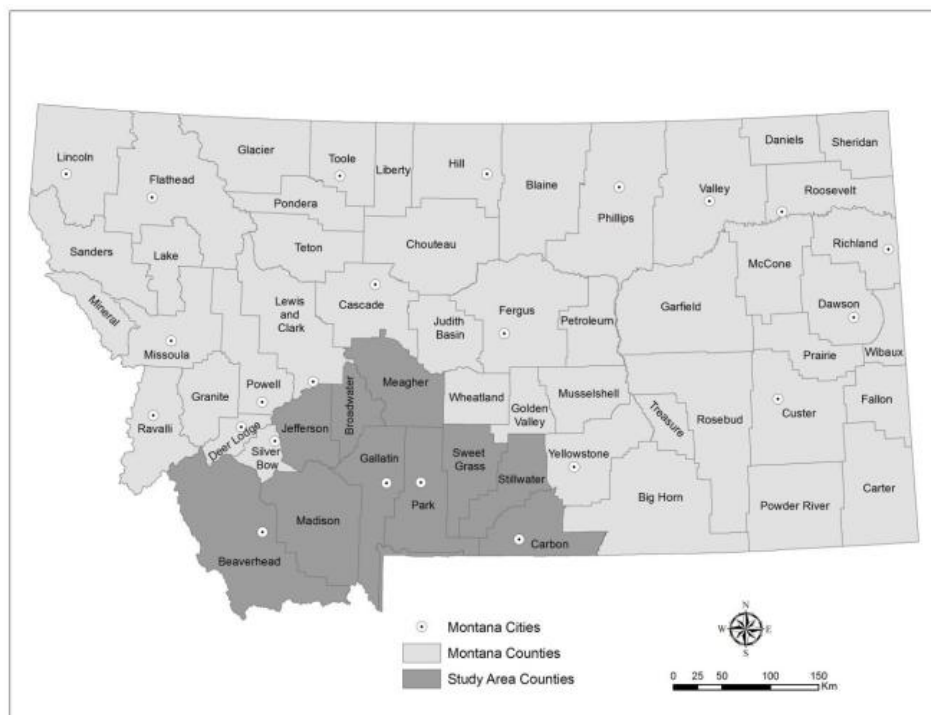 Daniels
Sheridan
Glacier
Toole
Liberty
Hill
Lincoln
Blaine
Flathead
Valley
Roosevelt
Pondera
Phillips
Teton
Chouteau
Richland
Sanders
Lake
McCone
Mineral
Lewis
and
Clark
Cascade
Fergus
Garfield
Dawson
Judith
Basin
Petroleum
Missoula
Prairie
Wibaux
Meagher
Powell
Granite
Broadwater
Wheatland
Musselshell
Golden
Valley
Treasure
Rosebud
Custer
Fallon
Ravalli
Jefferson
Deer Lodge
Silver
Bow
Gallatin
Sweet
Grass
Yellowstone
Stillwater
Park
Big Horn
Powder River
Carter
Madison
Carbon
Beaverhead
Montana Cities
Montana Counties
Study Area Counties
N
W
E
S
0 25 50 100 150
Km